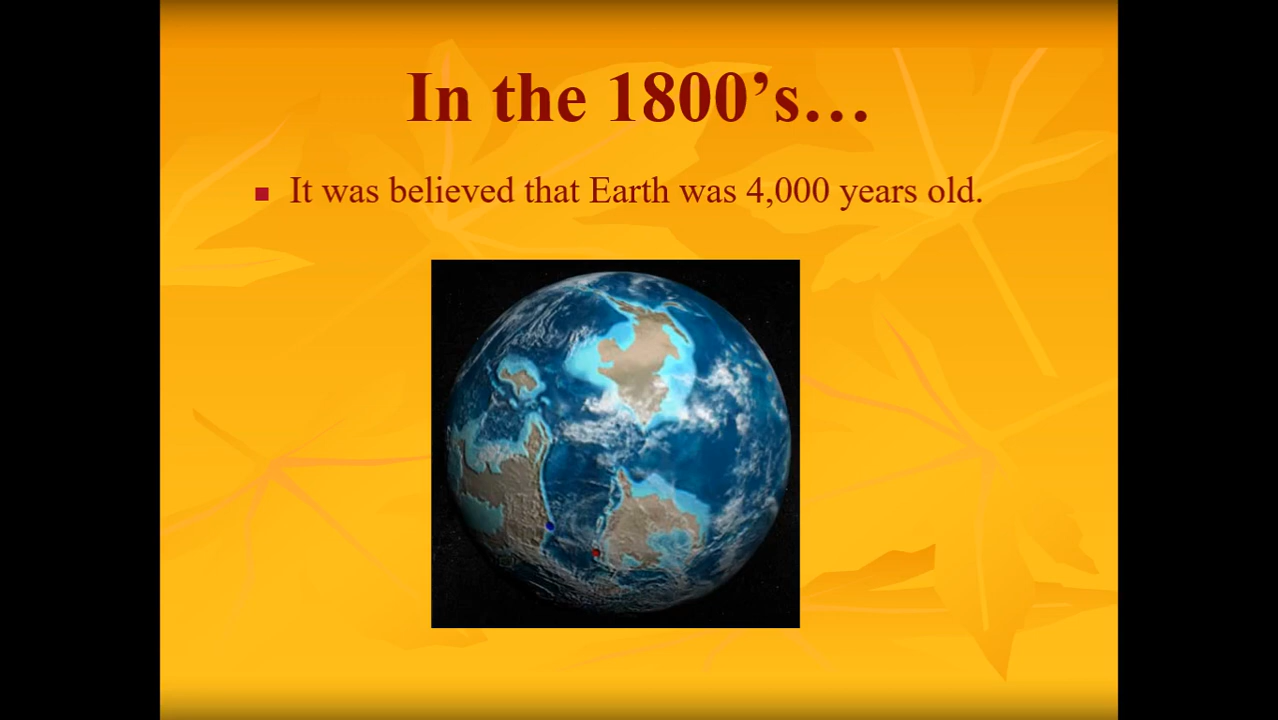 In the 1800’s…
It was believed that Earth was 4,000 years old.